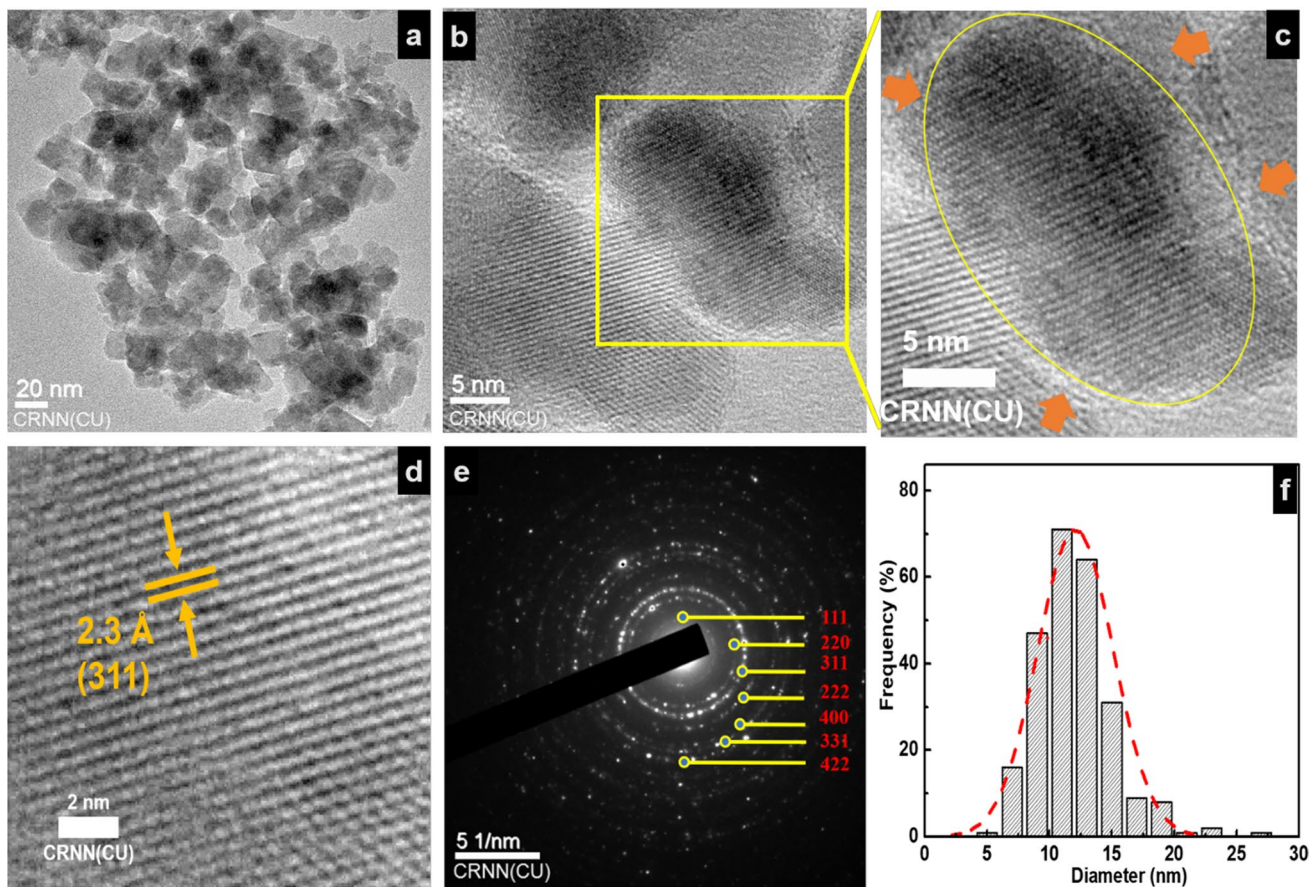 a
20 nm
CRNN(CU)
b
5 nm
CRNN(CU)
c
5 nm
CRNN(CU)
d
2.3 Å
(311)
2 nm
CRNN(CU)
e
111
220
311
222
400
331
422
5 1/nm
CRNN(CU)
f
Frequency (%)
80
60
40
20
0
0 5 10 15 20 25 30
Diameter (nm)